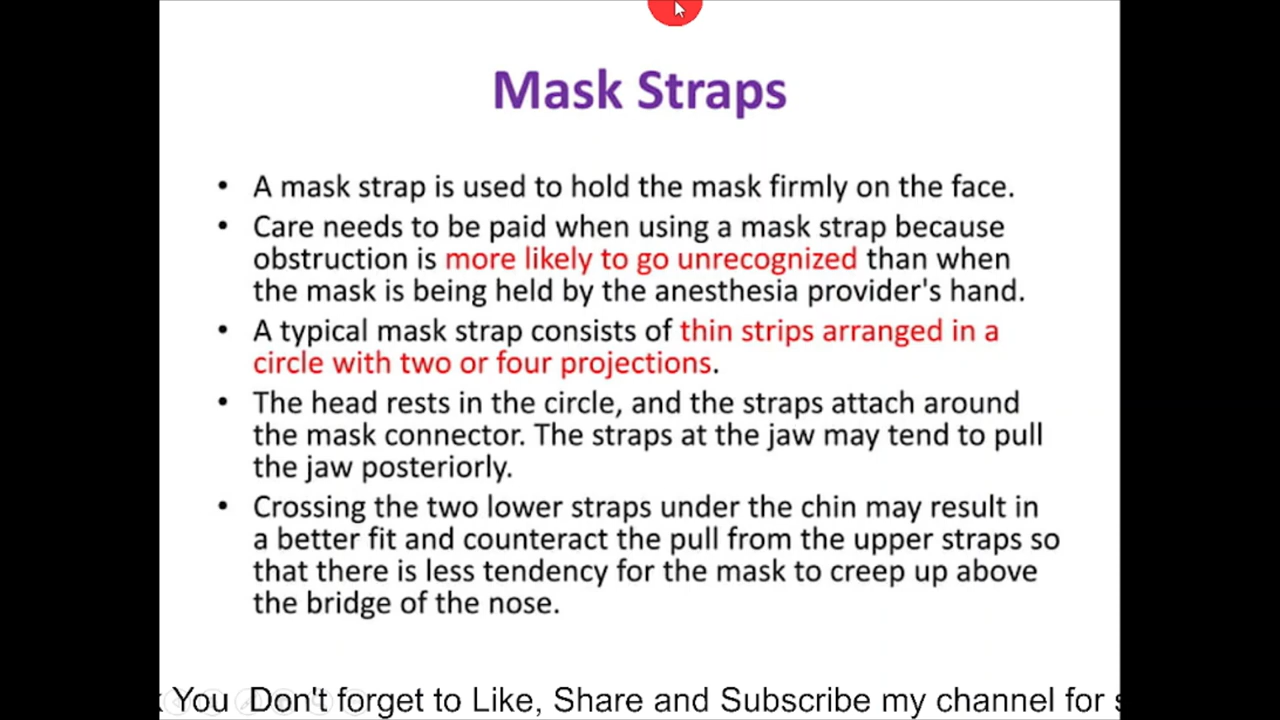 Mask Straps
• A mask strap is used to hold the mask firmly on the face.
• Care needs to be paid when using a mask strap because
obstruction is more likely to go unrecognized than when
the mask is being held by the anesthesia provider's hand.
• A typical mask strap consists of thin strips arranged in a
circle with two or four projections.
• The head rests in the circle, and the straps attach around
the mask connector. The straps at the jaw may tend to pull
the jaw posteriorly.
• Crossing the two lower straps under the chin may result in
a better fit and counteract the pull from the upper straps so
that there is less tendency for the mask to creep up above
the bridge of the nose.
You Don't forget to Like, Share and Subscribe my channel for